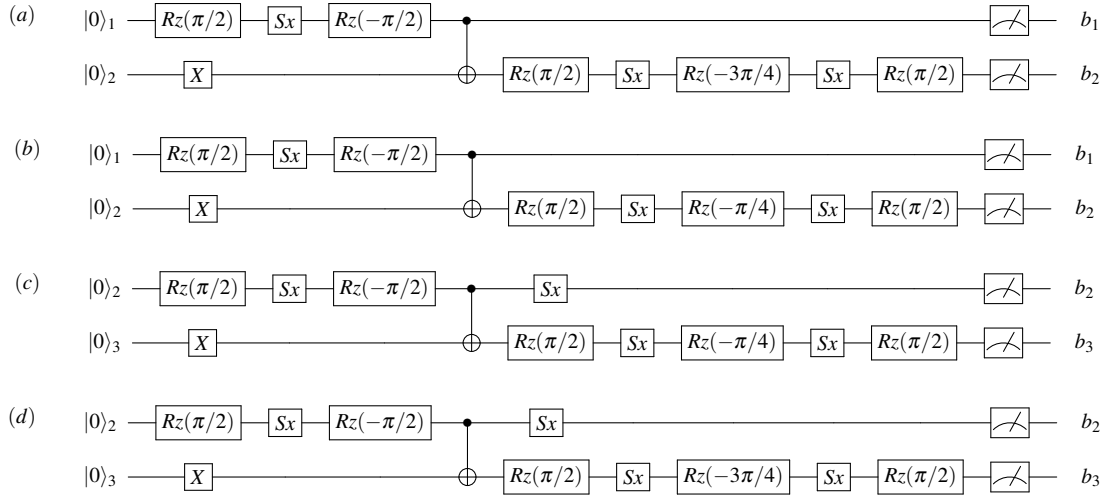 (a) |0⟩₁ Rz(π/2) Sx Rz(−π/2) b₁
|0⟩₂ X Rz(π/2) Sx Rz(−3π/4) Sx Rz(π/2) b₂
(b) |0⟩₁ Rz(π/2) Sx Rz(−π/2) b₁
|0⟩₂ X Rz(π/2) Sx Rz(−π/4) Sx Rz(π/2) b₂
(c) |0⟩₂ Rz(π/2) Sx Rz(−π/2) Sx b₂
|0⟩₃ X Rz(π/2) Sx Rz(−π/4) Sx Rz(π/2) b₃
(d) |0⟩₂ Rz(π/2) Sx Rz(−π/2) Sx b₂
|0⟩₃ X Rz(π/2) Sx Rz(−3π/4) Sx Rz(π/2) b₃